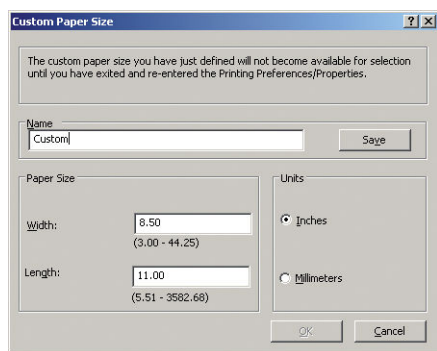 Custom Paper Size
The custom paper size you have just defined will not become available for selection
until you have exited and re-entered the Printing Preferences/Properties.
Name
Custom
Save
Paper Size
Width:
8.50
(3.00 - 44.25)
Length:
11.00
(5.51 - 3582.68)
Units
Inches
Millimeters
OK
Cancel